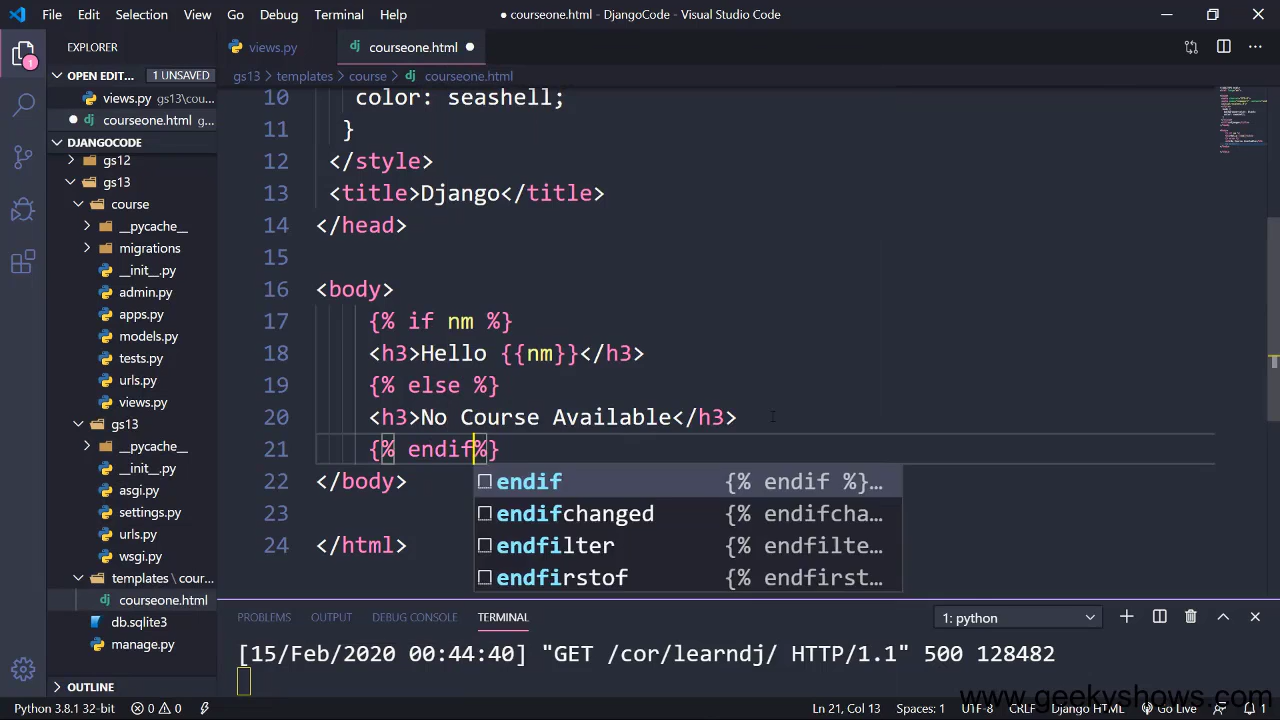 File Edit Selection View Go Debug Terminal Help ● courseone.html - DjangoCode - Visual Studio Code
EXPLORER
OPEN EDIT... 1 UNSAVED
views.py gs13\cou...
courseone.html g...
DJANGOCODE
gs12
gs13
course
__pycache__
migrations
__init__.py
admin.py
apps.py
models.py
tests.py
urls.py
views.py
gs13
__pycache__
__init__.py
asgi.py
settings.py
urls.py
wsgi.py
templates \ cour...
courseone.html
db.sqlite3
manage.py
OUTLINE
views.py courseone.html ●
gs13 > templates > course > courseone.html
10 color: seashell;
11 }
12 </style>
13 <title>Django</title>
14 </head>
15
16 <body>
17 {% if nm %}
18 <h3>Hello {{nm}}</h3>
19 {% else %}
20 <h3>No Course Available</h3>
21 {% endif%}
22 </body>
23
24 </html>
endif {% endif %}...
endifchanged {% endifcha...
endfilter {% endfilte...
endfirstof {% endfirst...
PROBLEMS OUTPUT DEBUG CONSOLE TERMINAL 1: python
[15/Feb/2020 00:44:40] "GET /cor/learndj/ HTTP/1.1" 500 128482
www.geekyshows.com
Python 3.8.1 32-bit 0 0 Ln 21, Col 13 Spaces: 1 UTF-8 CRLF Django HTML Go Live 1